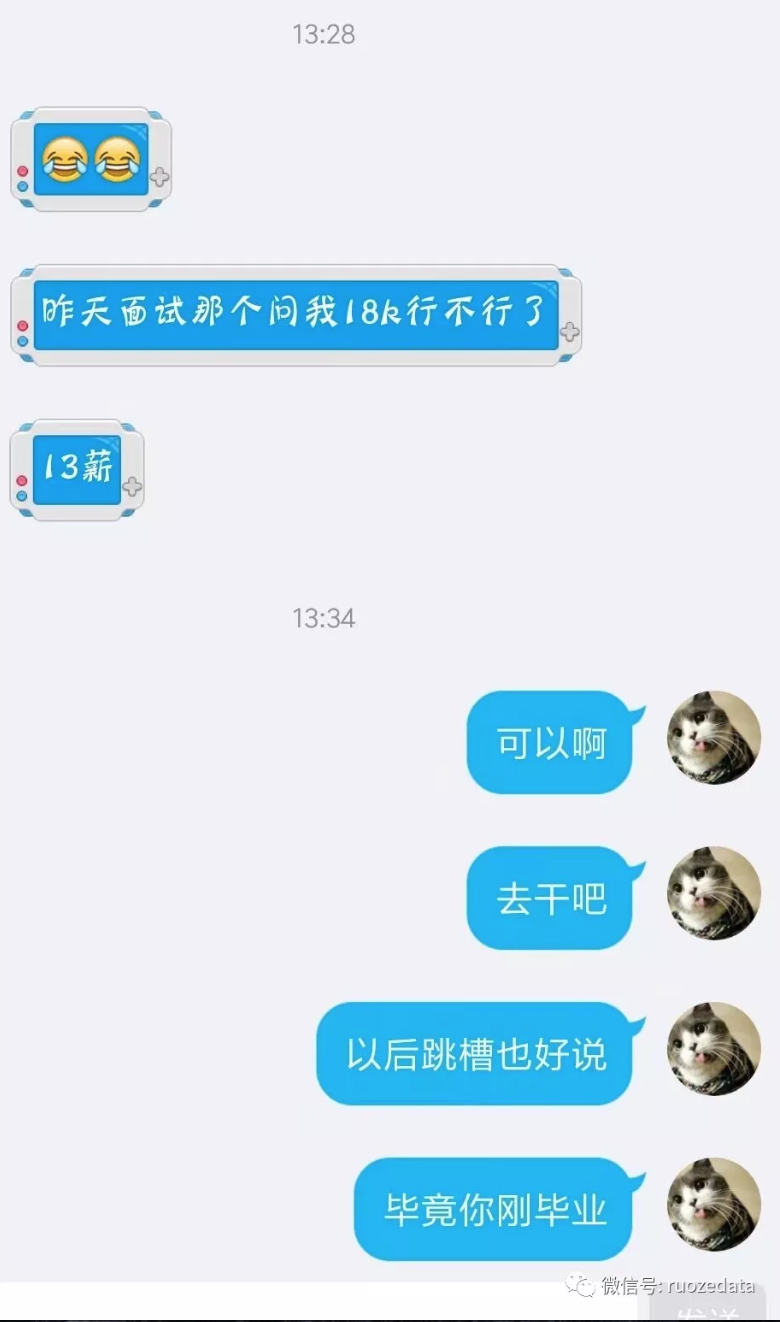 13:28
😂😂
昨天面试那个问我18k行不行了
13薪
13:34
可以啊
去干吧
以后跳槽也好说
毕竟你刚毕业
微信号: ruozedata
发送